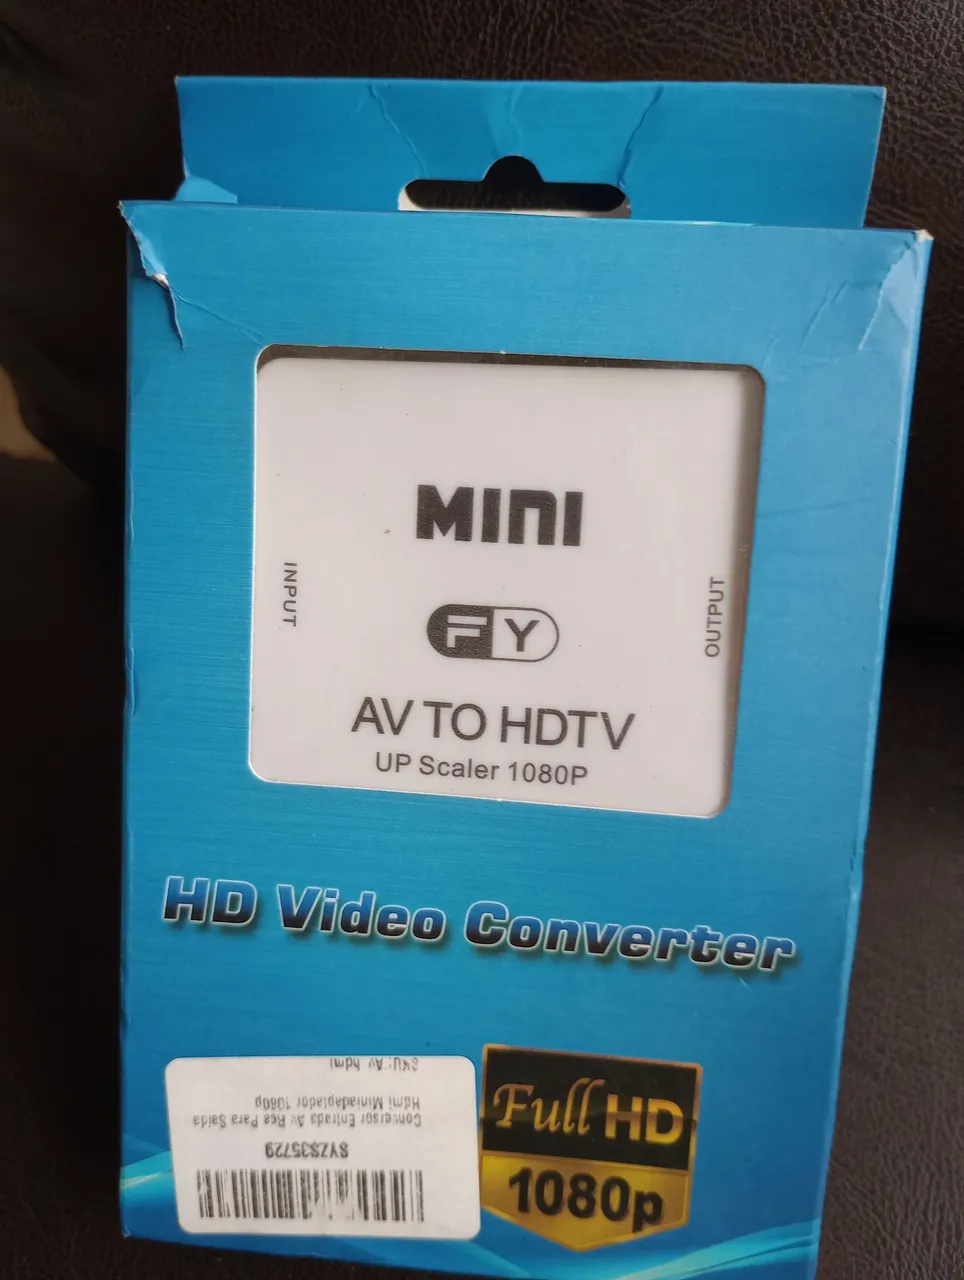 MINI
INPUT
OUTPUT
FY
AV TO HDTV
UP Scaler 1080P
HD Video Converter
Full HD
1080p
SYZS35729
Conversor Entrada Av Rca Para Saida
Hdmi Miniadaptador 1080p
SKU: Av hdmi